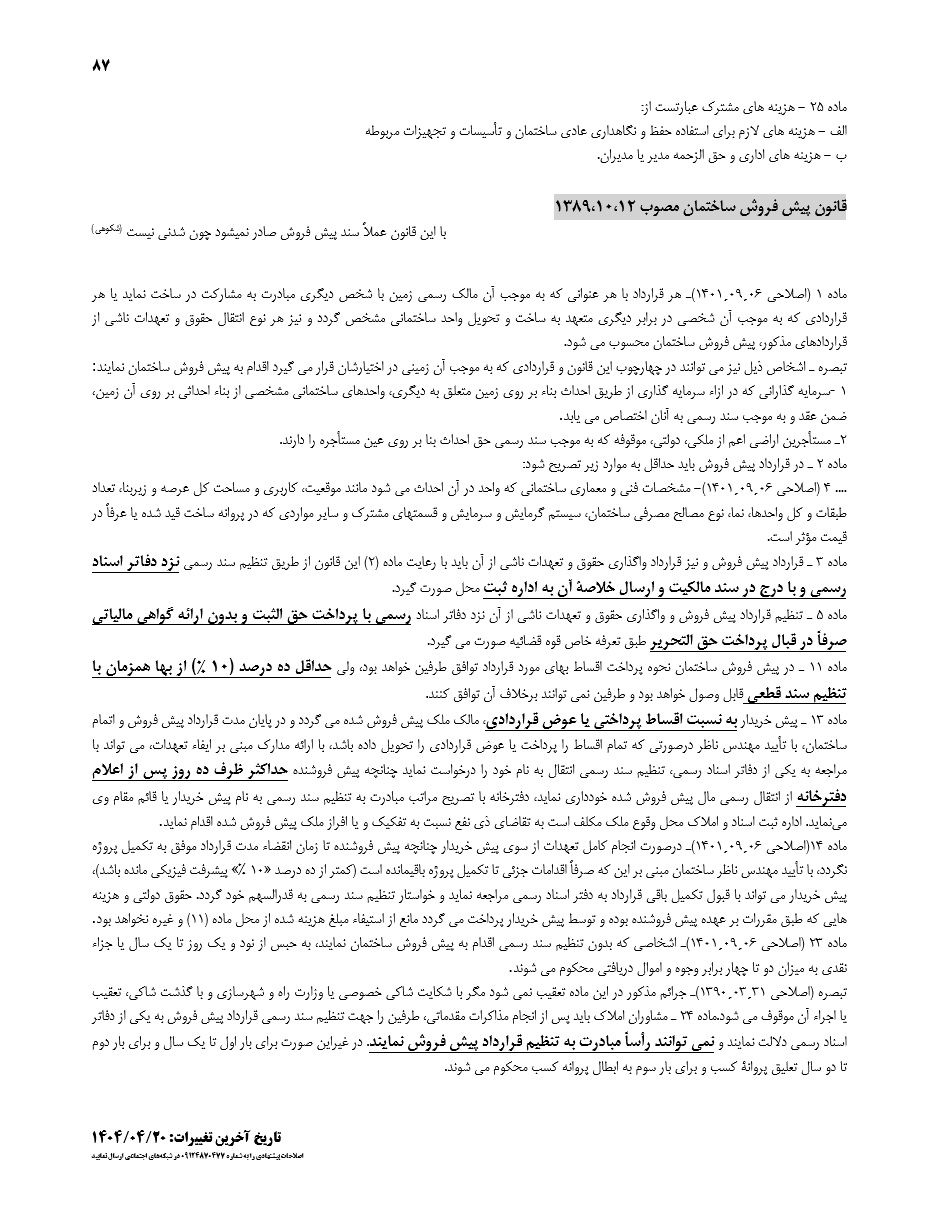 ۸۷
ماده ۲۵ - هزینه های مشترک عبارتست از:
الف - هزینه های لازم برای استفاده حفظ و نگاهداری عادی ساختمان و تأسیسات و تجهیزات مربوطه
ب - هزینه های اداری و حق الزحمه مدیر یا مدیران.
قانون پیش فروش ساختمان مصوب ۱۳۸۹،۱۰،۱۲
با این قانون عملاً سند پیش فروش صادر نمیشود چون شدنی نیست (شکوهی)
ماده ۱ (اصلاحی ۰۶ˏ۰۹ˏ۱۴۰۱)ـ هر قرارداد با هر عنوانی که به موجب آن مالک رسمی زمین با شخص دیگری مبادرت به مشارکت در ساخت نماید یا هر
قراردادی که به موجب آن شخصی در برابر دیگری متعهد به ساخت و تحویل واحد ساختمانی مشخص گردد و نیز هر نوع انتقال حقوق و تعهدات ناشی از
قراردادهای مذکور، پیش فروش ساختمان محسوب می شود.
تبصره ـ اشخاص ذیل نیز می توانند در چهارچوب این قانون و قراردادی که به موجب آن زمینی در اختیارشان قرار می گیرد اقدام به پیش فروش ساختمان نمایند:
۱ -سرمایه گذارانی که در ازاء سرمایه گذاری از طریق احداث بناء بر روی زمین متعلق به دیگری، واحدهای ساختمانی مشخصی از بناء احداثی بر روی آن زمین،
ضمن عقد و به موجب سند رسمی به آنان اختصاص می یابد.
۲ـ مستأجرین اراضی اعم از ملکی، دولتی، موقوفه که به موجب سند رسمی حق احداث بنا بر روی عین مستأجره را دارند.
ماده ۲ ـ در قرارداد پیش فروش باید حداقل به موارد زیر تصریح شود:
.... ۴ (اصلاحی ۰۶ˏ۰۹ˏ۱۴۰۱)- مشخصات فنی و معماری ساختمانی که واحد در آن احداث می شود مانند موقعیت، کاربری و مساحت کل عرصه و زیربنا، تعداد
طبقات و کل واحدها، نما، نوع مصالح مصرفی ساختمان، سیستم گرمایش و سرمایش و قسمتهای مشترک و سایر مواردی که در پروانه ساخت قید شده یا عرفاً در
قیمت مؤثر است.
ماده ۳ ـ قرارداد پیش فروش و نیز قرارداد واگذاری حقوق و تعهدات ناشی از آن باید با رعایت ماده (۲) این قانون از طریق تنظیم سند رسمی نزد دفاتر اسناد
رسمی و با درج در سند مالکیت و ارسال خلاصۀ آن به اداره ثبت محل صورت گیرد.
ماده ۵ ـ تنظیم قرارداد پیش فروش و واگذاری حقوق و تعهدات ناشی از آن نزد دفاتر اسناد رسمی با پرداخت حق الثبت و بدون ارائه گواهی مالیاتی
صرفاً در قبال پرداخت حق التحریر طبق تعرفه خاص قوه قضائیه صورت می گیرد.
ماده ۱۱ ـ در پیش فروش ساختمان نحوه پرداخت اقساط بهای مورد قرارداد توافق طرفین خواهد بود، ولی حداقل ده درصد (۱۰ ٪) از بها همزمان با
تنظیم سند قطعی قابل وصول خواهد بود و طرفین نمی توانند برخلاف آن توافق کنند.
ماده ۱۳ ـ پیش خریدار به نسبت اقساط پرداختی یا عوض قراردادی، مالک ملک پیش فروش شده می گردد و در پایان مدت قرارداد پیش فروش و اتمام
ساختمان، با تأیید مهندس ناظر درصورتی که تمام اقساط را پرداخت یا عوض قراردادی را تحویل داده باشد، با ارائه مدارک مبنی بر ایفاء تعهدات، می تواند با
مراجعه به یکی از دفاتر اسناد رسمی، تنظیم سند رسمی انتقال به نام خود را درخواست نماید چنانچه پیش فروشنده حداکثر ظرف ده روز پس از اعلام
دفترخانه از انتقال رسمی مال پیش فروش شده خودداری نماید، دفترخانه با تصریح مراتب مبادرت به تنظیم سند رسمی به نام پیش خریدار یا قائم مقام وی
می‌نماید. اداره ثبت اسناد و املاک محل وقوع ملک مکلف است به تقاضای ذی نفع نسبت به تفکیک و یا افراز ملک پیش فروش شده اقدام نماید.
ماده ۱۴(اصلاحی ۰۶ˏ۰۹ˏ۱۴۰۱)ـ درصورت انجام کامل تعهدات از سوی پیش خریدار چنانچه پیش فروشنده تا زمان انقضاء مدت قرارداد موفق به تکمیل پروژه
نگردد، با تأیید مهندس ناظر ساختمان مبنی بر این که صرفاً اقدامات جزئی تا تکمیل پروژه باقیمانده است (کمتر از ده درصد «۱۰ ٪» پیشرفت فیزیکی مانده باشد)،
پیش خریدار می تواند با قبول تکمیل باقی قرارداد به دفتر اسناد رسمی مراجعه نماید و خواستار تنظیم سند رسمی به قدرالسهم خود گردد. حقوق دولتی و هزینه
هایی که طبق مقررات بر عهده پیش فروشنده بوده و توسط پیش خریدار پرداخت می گردد مانع از استیفاء مبلغ هزینه شده از محل ماده (۱۱) و غیره نخواهد بود.
ماده ۲۳ (اصلاحی ۰۶ˏ۰۹ˏ۱۴۰۱)ـ اشخاصی که بدون تنظیم سند رسمی اقدام به پیش فروش ساختمان نمایند، به حبس از نود و یک روز تا یک سال یا جزاء
نقدی به میزان دو تا چهار برابر وجوه و اموال دریافتی محکوم می شوند.
تبصره (اصلاحی ۳۱ˏ۰۳ˏ۱۳۹۰)ـ جرائم مذکور در این ماده تعقیب نمی شود مگر با شکایت شاکی خصوصی یا وزارت راه و شهرسازی و با گذشت شاکی، تعقیب
یا اجراء آن موقوف می شود.ماده ۲۴ ـ مشاوران املاک باید پس از انجام مذاکرات مقدماتی، طرفین را جهت تنظیم سند رسمی قرارداد پیش فروش به یکی از دفاتر
اسناد رسمی دلالت نمایند و نمی توانند رأساً مبادرت به تنظیم قرارداد پیش فروش نمایند. در غیراین صورت برای بار اول تا یک سال و برای بار دوم
تا دو سال تعلیق پروانۀ کسب و برای بار سوم به ابطال پروانه کسب محکوم می شوند.
تاریخ آخرین تغییرات: ۱۴۰۴/۰۴/۲۰
اصلاحات پیشنهادی را به شماره ۰۹۱۲۴۸۷۰۴۷۷ در شبکه‌های اجتماعی ارسال نمایید